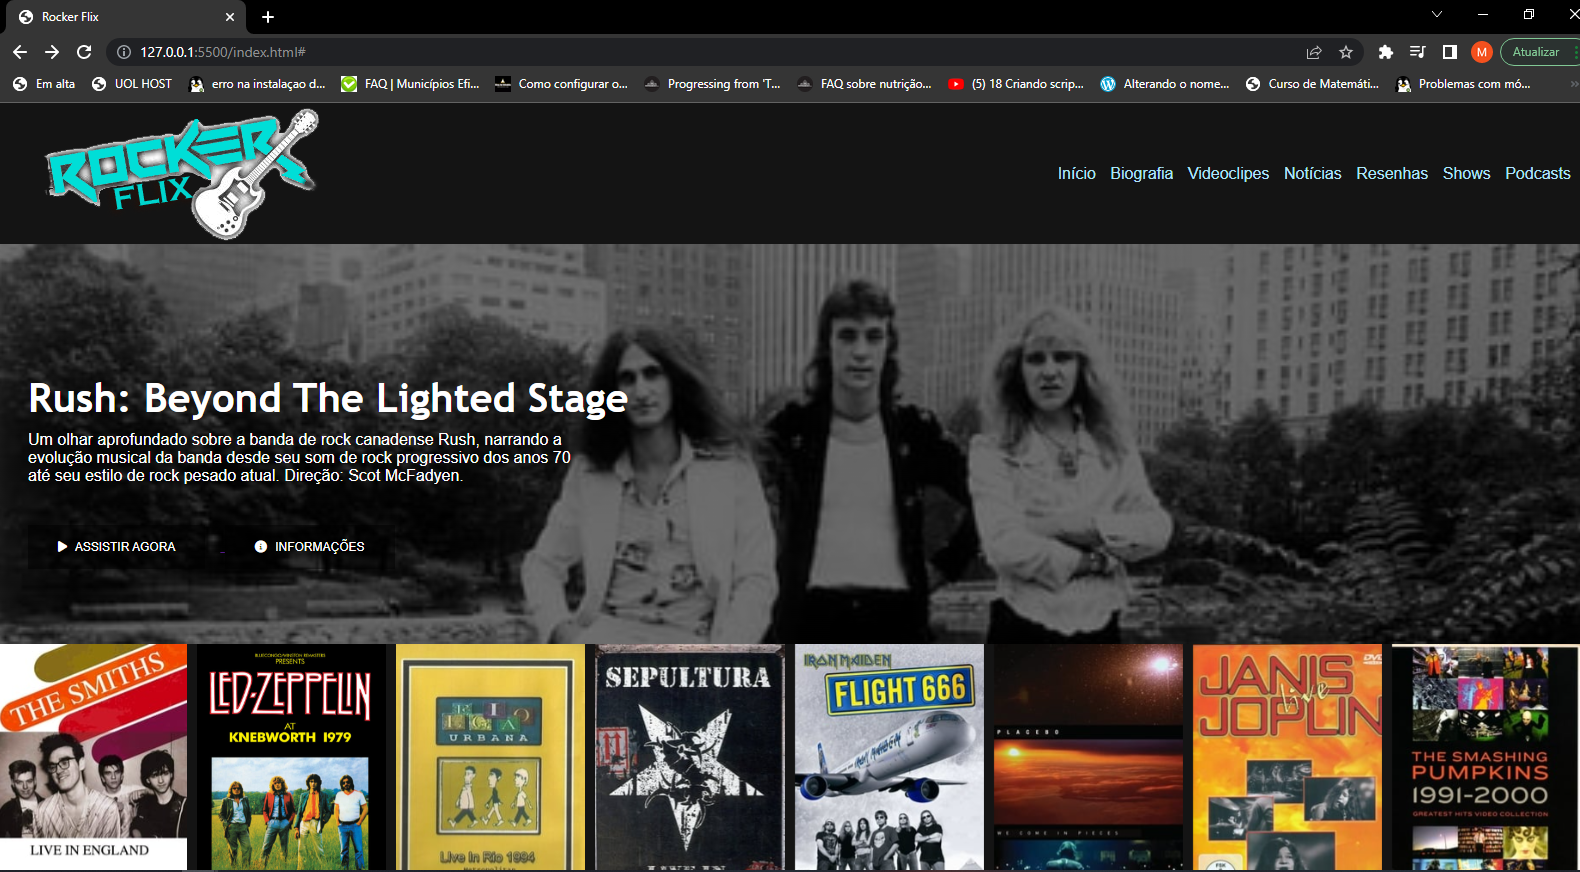 Rocker Flix
127.0.0.1:5500/index.html#
M
Atualizar
Em alta
UOL HOST
erro na instalaçao d...
FAQ | Municípios Efi...
Como configurar o...
Progressing from 'T...
FAQ sobre nutrição...
(5) 18 Criando scrip...
Alterando o nome...
Curso de Matemáti...
Problemas com mó...
ROCKER
FLIX
Início Biografia Videoclipes Notícias Resenhas Shows Podcasts
Rush: Beyond The Lighted Stage
Um olhar aprofundado sobre a banda de rock canadense Rush, narrando a
evolução musical da banda desde seu som de rock progressivo dos anos 70
até seu estilo de rock pesado atual. Direção: Scot McFadyen.
ASSISTIR AGORA
INFORMAÇÕES
THE SMITHS
LIVE IN ENGLAND
PRESENTS
LED-ZEPPELIN
AT
KNEBWORTH 1979
URBANA
Live in Rio 1994
SEPULTURA
LIVE IN
IRON MAIDEN
FLIGHT 666
IRON MAIDEN
PLACEBO
WE COME IN PIECES
DVD
JANIS
live
JOPLIN
THE SMASHING
PUMPKINS
1991-2000
GREATEST HITS VIDEO COLLECTION